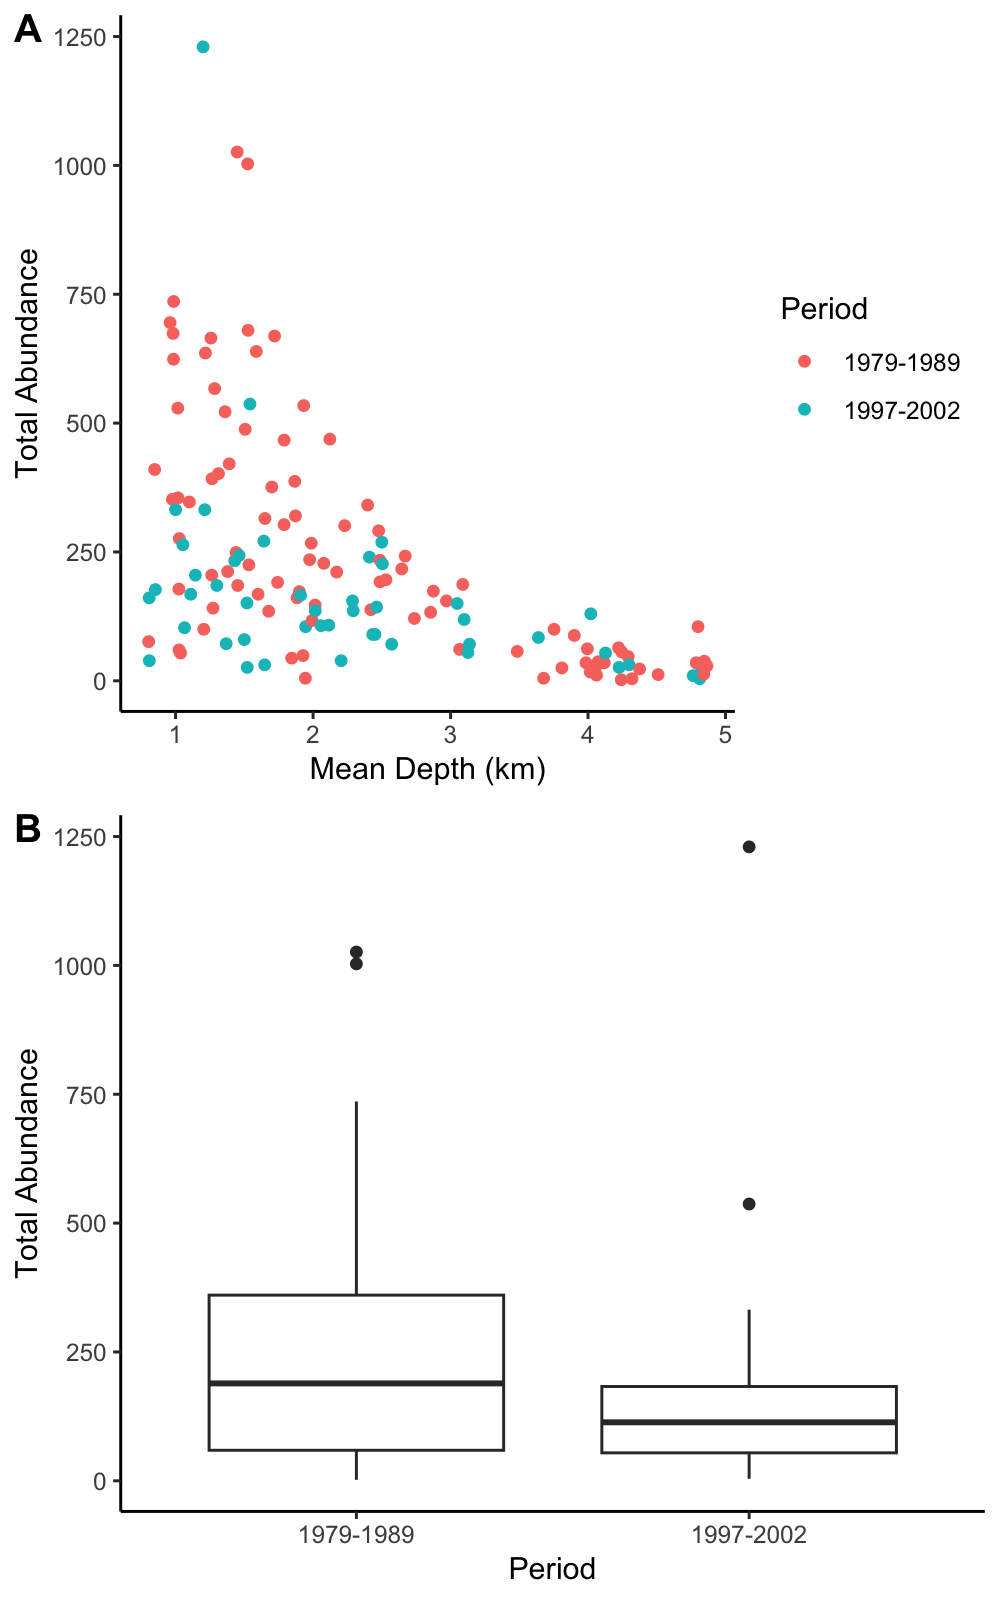 A
1250
1000
750
500
250
0
Total Abundance
1 2 3 4 5
Mean Depth (km)
Period
1979-1989
1997-2002
B
1250
1000
750
500
250
0
Total Abundance
1979-1989 1997-2002
Period